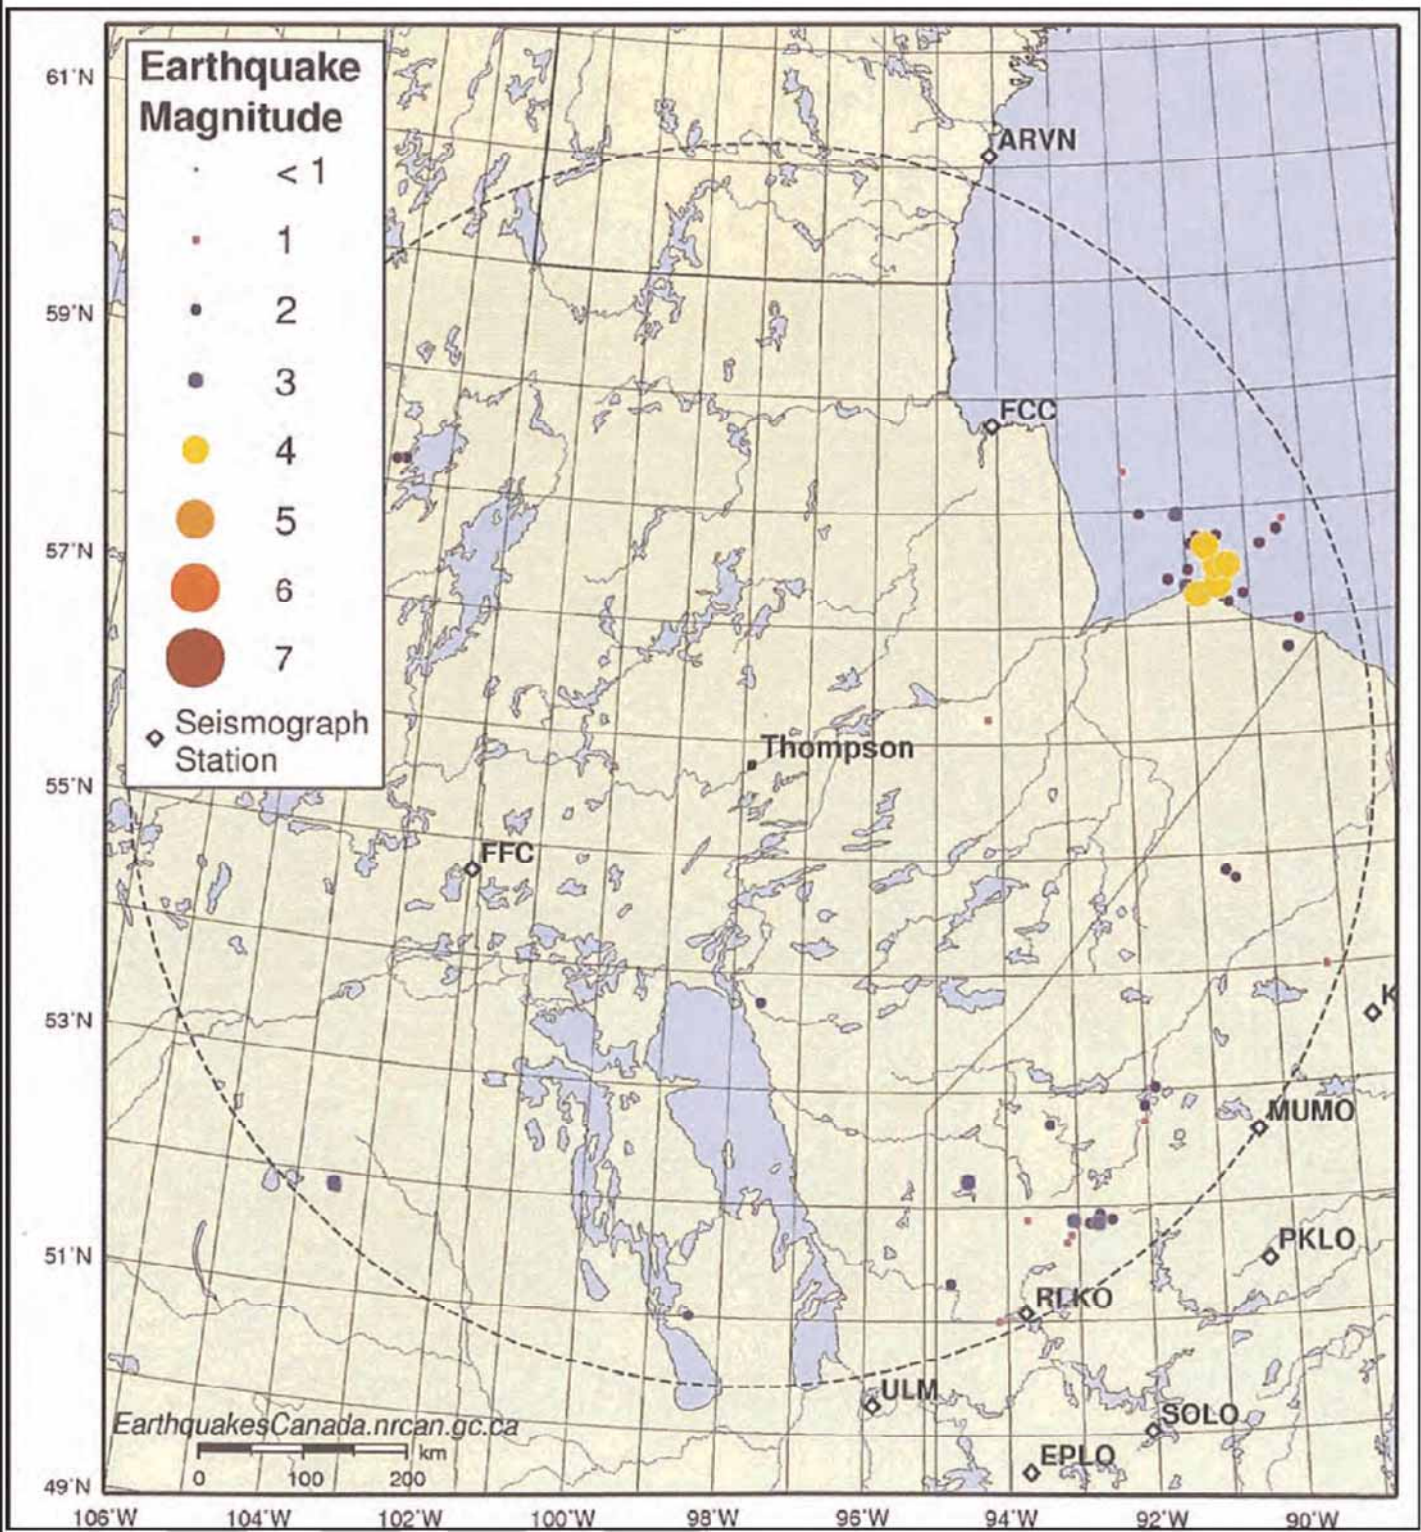 Earthquake
Magnitude
< 1
1
2
3
4
5
6
7
Seismograph
Station
61°N
59°N
57°N
55°N
53°N
51°N
49°N
ARVN
FCC
Thompson
FFC
K
MUMO
PKLO
RLKO
ULM
SOLO
EPLO
EarthquakesCanada.nrcan.gc.ca
km
0 100 200
106°W 104°W 102°W 100°W 98°W 96°W 94°W 92°W 90°W